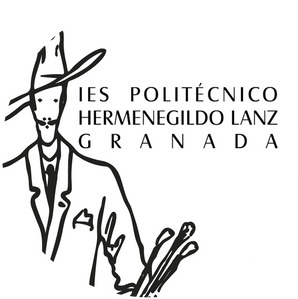 IES POLITÉCNICO
HERMENEGILDO LANZ
GRANADA